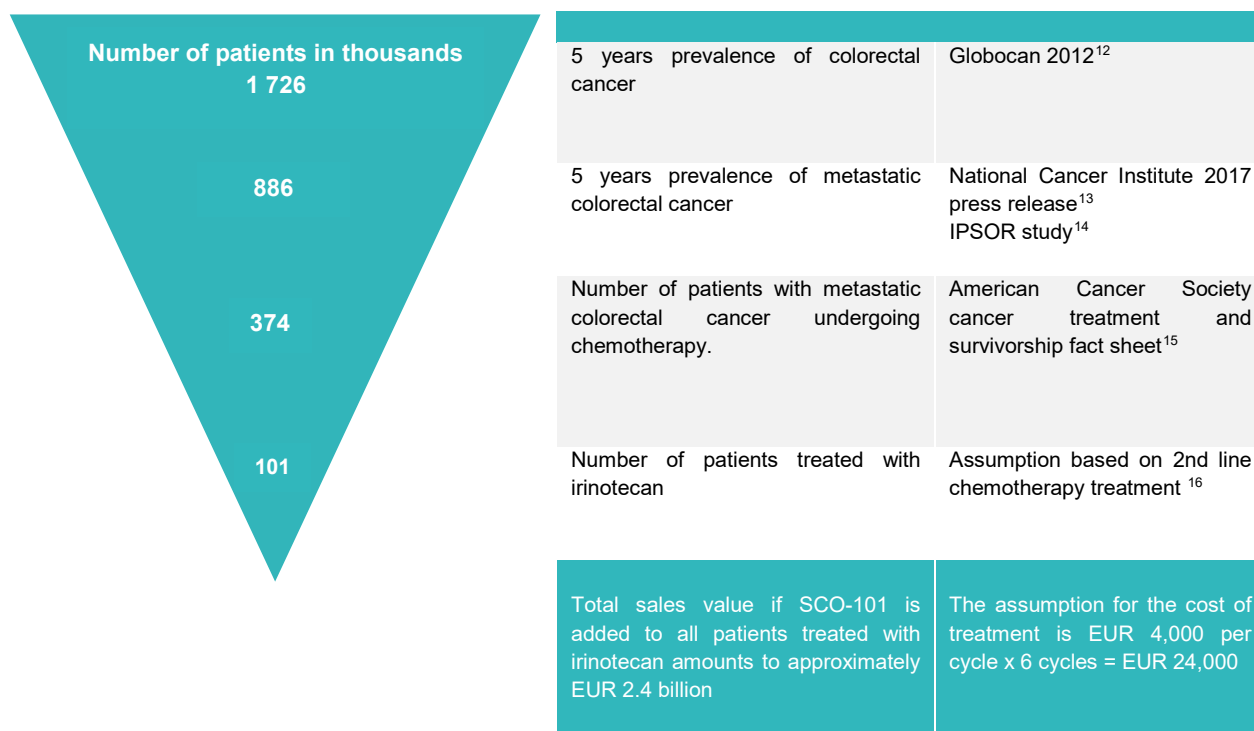 Number of patients in thousands
1 726
5 years prevalence of colorectal
cancer
Globocan 2012¹²
886
5 years prevalence of metastatic
colorectal cancer
National Cancer Institute 2017
press release¹³
IPSOR study¹⁴
374
Number of patients with metastatic
colorectal cancer undergoing
chemotherapy.
American Cancer Society
cancer treatment and
survivorship fact sheet¹⁵
101
Number of patients treated with
irinotecan
Assumption based on 2nd line
chemotherapy treatment ¹⁶
Total sales value if SCO-101 is
added to all patients treated with
irinotecan amounts to approximately
EUR 2.4 billion
The assumption for the cost of
treatment is EUR 4,000 per
cycle x 6 cycles = EUR 24,000